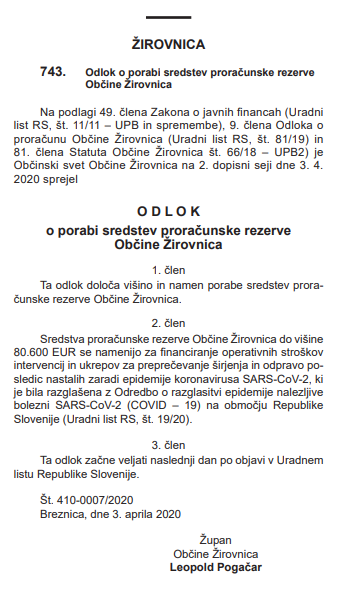 ŽIROVNICA
743. Odlok o porabi sredstev proračunske rezerve
Občine Žirovnica
Na podlagi 49. člena Zakona o javnih financah (Uradni
list RS, št. 11/11 – UPB in spremembe), 9. člena Odloka o
proračunu Občine Žirovnica (Uradni list RS, št. 81/19) in
81. člena Statuta Občine Žirovnica št. 66/18 – UPB2) je
Občinski svet Občine Žirovnica na 2. dopisni seji dne 3. 4.
2020 sprejel
O D L O K
o porabi sredstev proračunske rezerve
Občine Žirovnica
1. člen
Ta odlok določa višino in namen porabe sredstev prora-
čunske rezerve Občine Žirovnica.
2. člen
Sredstva proračunske rezerve Občine Žirovnica do višine
80.600 EUR se namenijo za financiranje operativnih stroškov
intervencij in ukrepov za preprečevanje širjenja in odpravo po-
sledic nastalih zaradi epidemije koronavirusa SARS-CoV-2, ki
je bila razglašena z Odredbo o razglasitvi epidemije nalezljive
bolezni SARS-CoV-2 (COVID – 19) na območju Republike
Slovenije (Uradni list RS, št. 19/20).
3. člen
Ta odlok začne veljati naslednji dan po objavi v Uradnem
listu Republike Slovenije.
Št. 410-0007/2020
Breznica, dne 3. aprila 2020
Župan
Občine Žirovnica
Leopold Pogačar